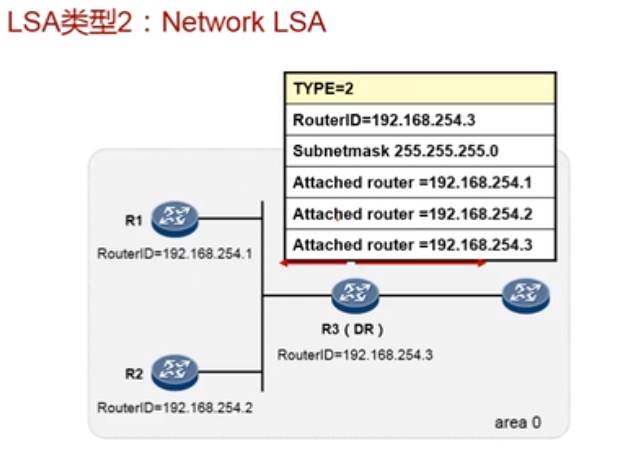 LSA类型2：Network LSA
TYPE=2
RouterID=192.168.254.3
Subnetmask 255.255.255.0
Attached router =192.168.254.1
Attached router =192.168.254.2
Attached router =192.168.254.3
R1
RouterID=192.168.254.1
R3（DR）
RouterID=192.168.254.3
R2
RouterID=192.168.254.2
area 0